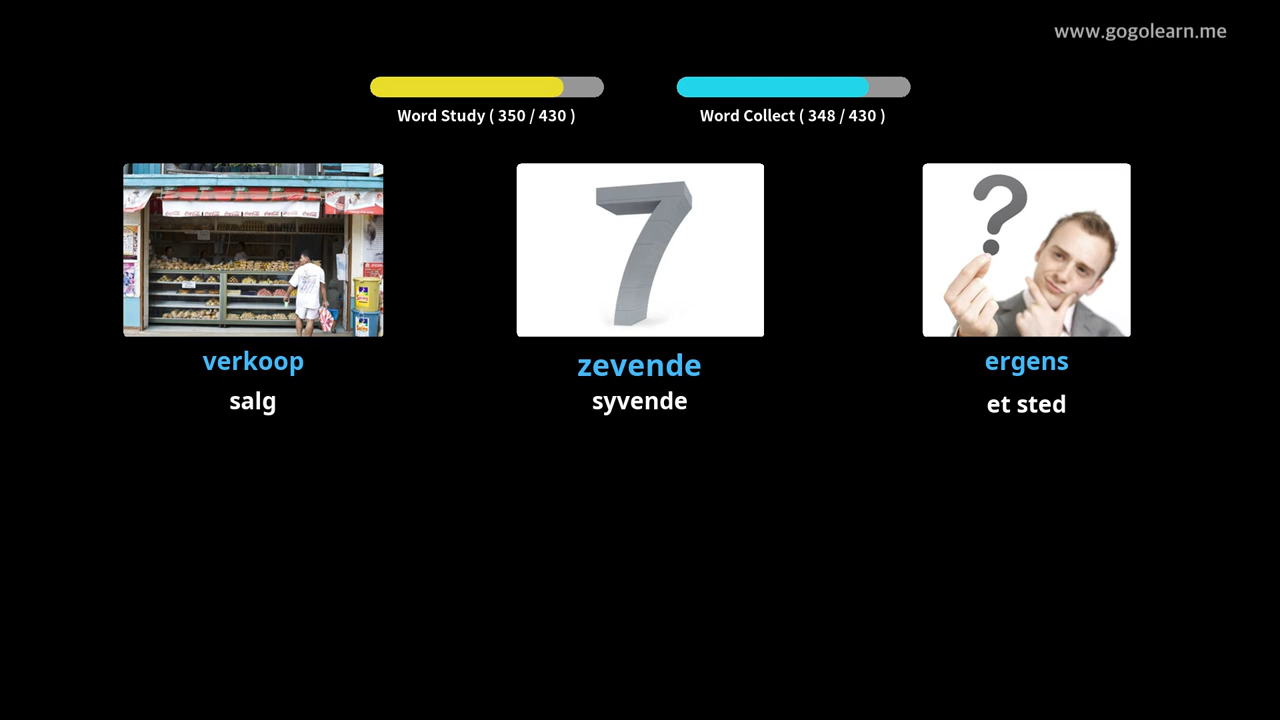 www.gogolearn.me
Word Study ( 350 / 430 )
Word Collect ( 348 / 430 )
verkoop
zevende
ergens
salg
syvende
et sted